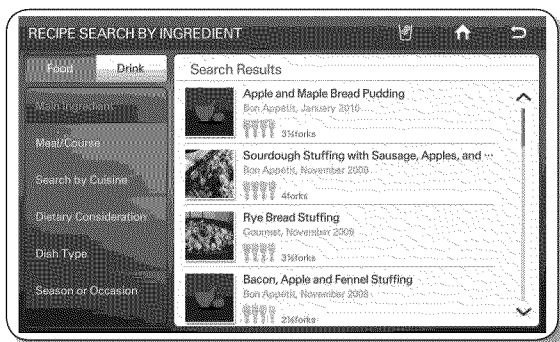 RECIPE SEARCH BY INGREDIENT
Food
Drink
Search Results
Main Ingredient
Meal/Course
Search by Cuisine
Dietary Consideration
Dish Type
Season or Occasion
Apple and Maple Bread Pudding
Bon Appetit, January 2010
3½forks
Sourdough Stuffing with Sausage, Apples, and ···
Bon Appetit, November 2008
4forks
Rye Bread Stuffing
Gourmet, November 2009
3½forks
Bacon, Apple and Fennel Stuffing
Bon Appetit, November 2008
2½forks